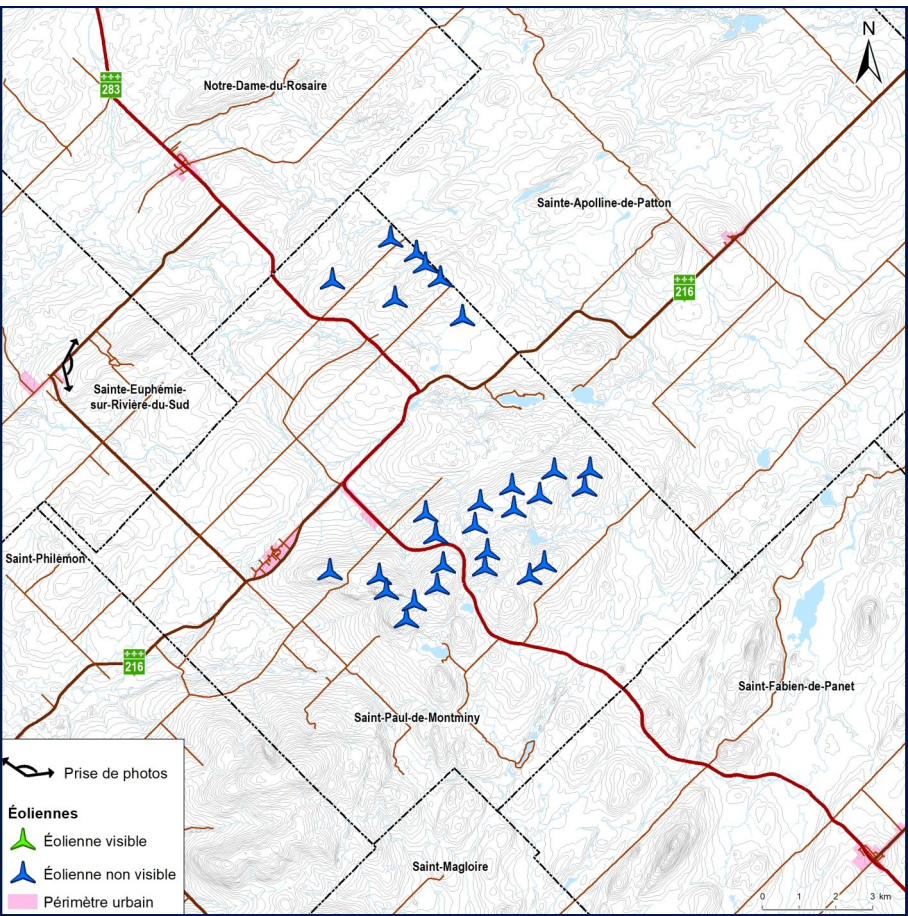 N
283
Notre-Dame-du-Rosaire
Sainte-Apolline-de-Patton
216
Sainte-Euphémie-
sur-Rivière-du-Sud
Saint-Philémon
216
Saint-Fabien-de-Panet
Saint-Paul-de-Montminy
Saint-Magloire
Prise de photos
Éoliennes
Éolienne visible
Éolienne non visible
Périmètre urbain
0 1 2 3 km